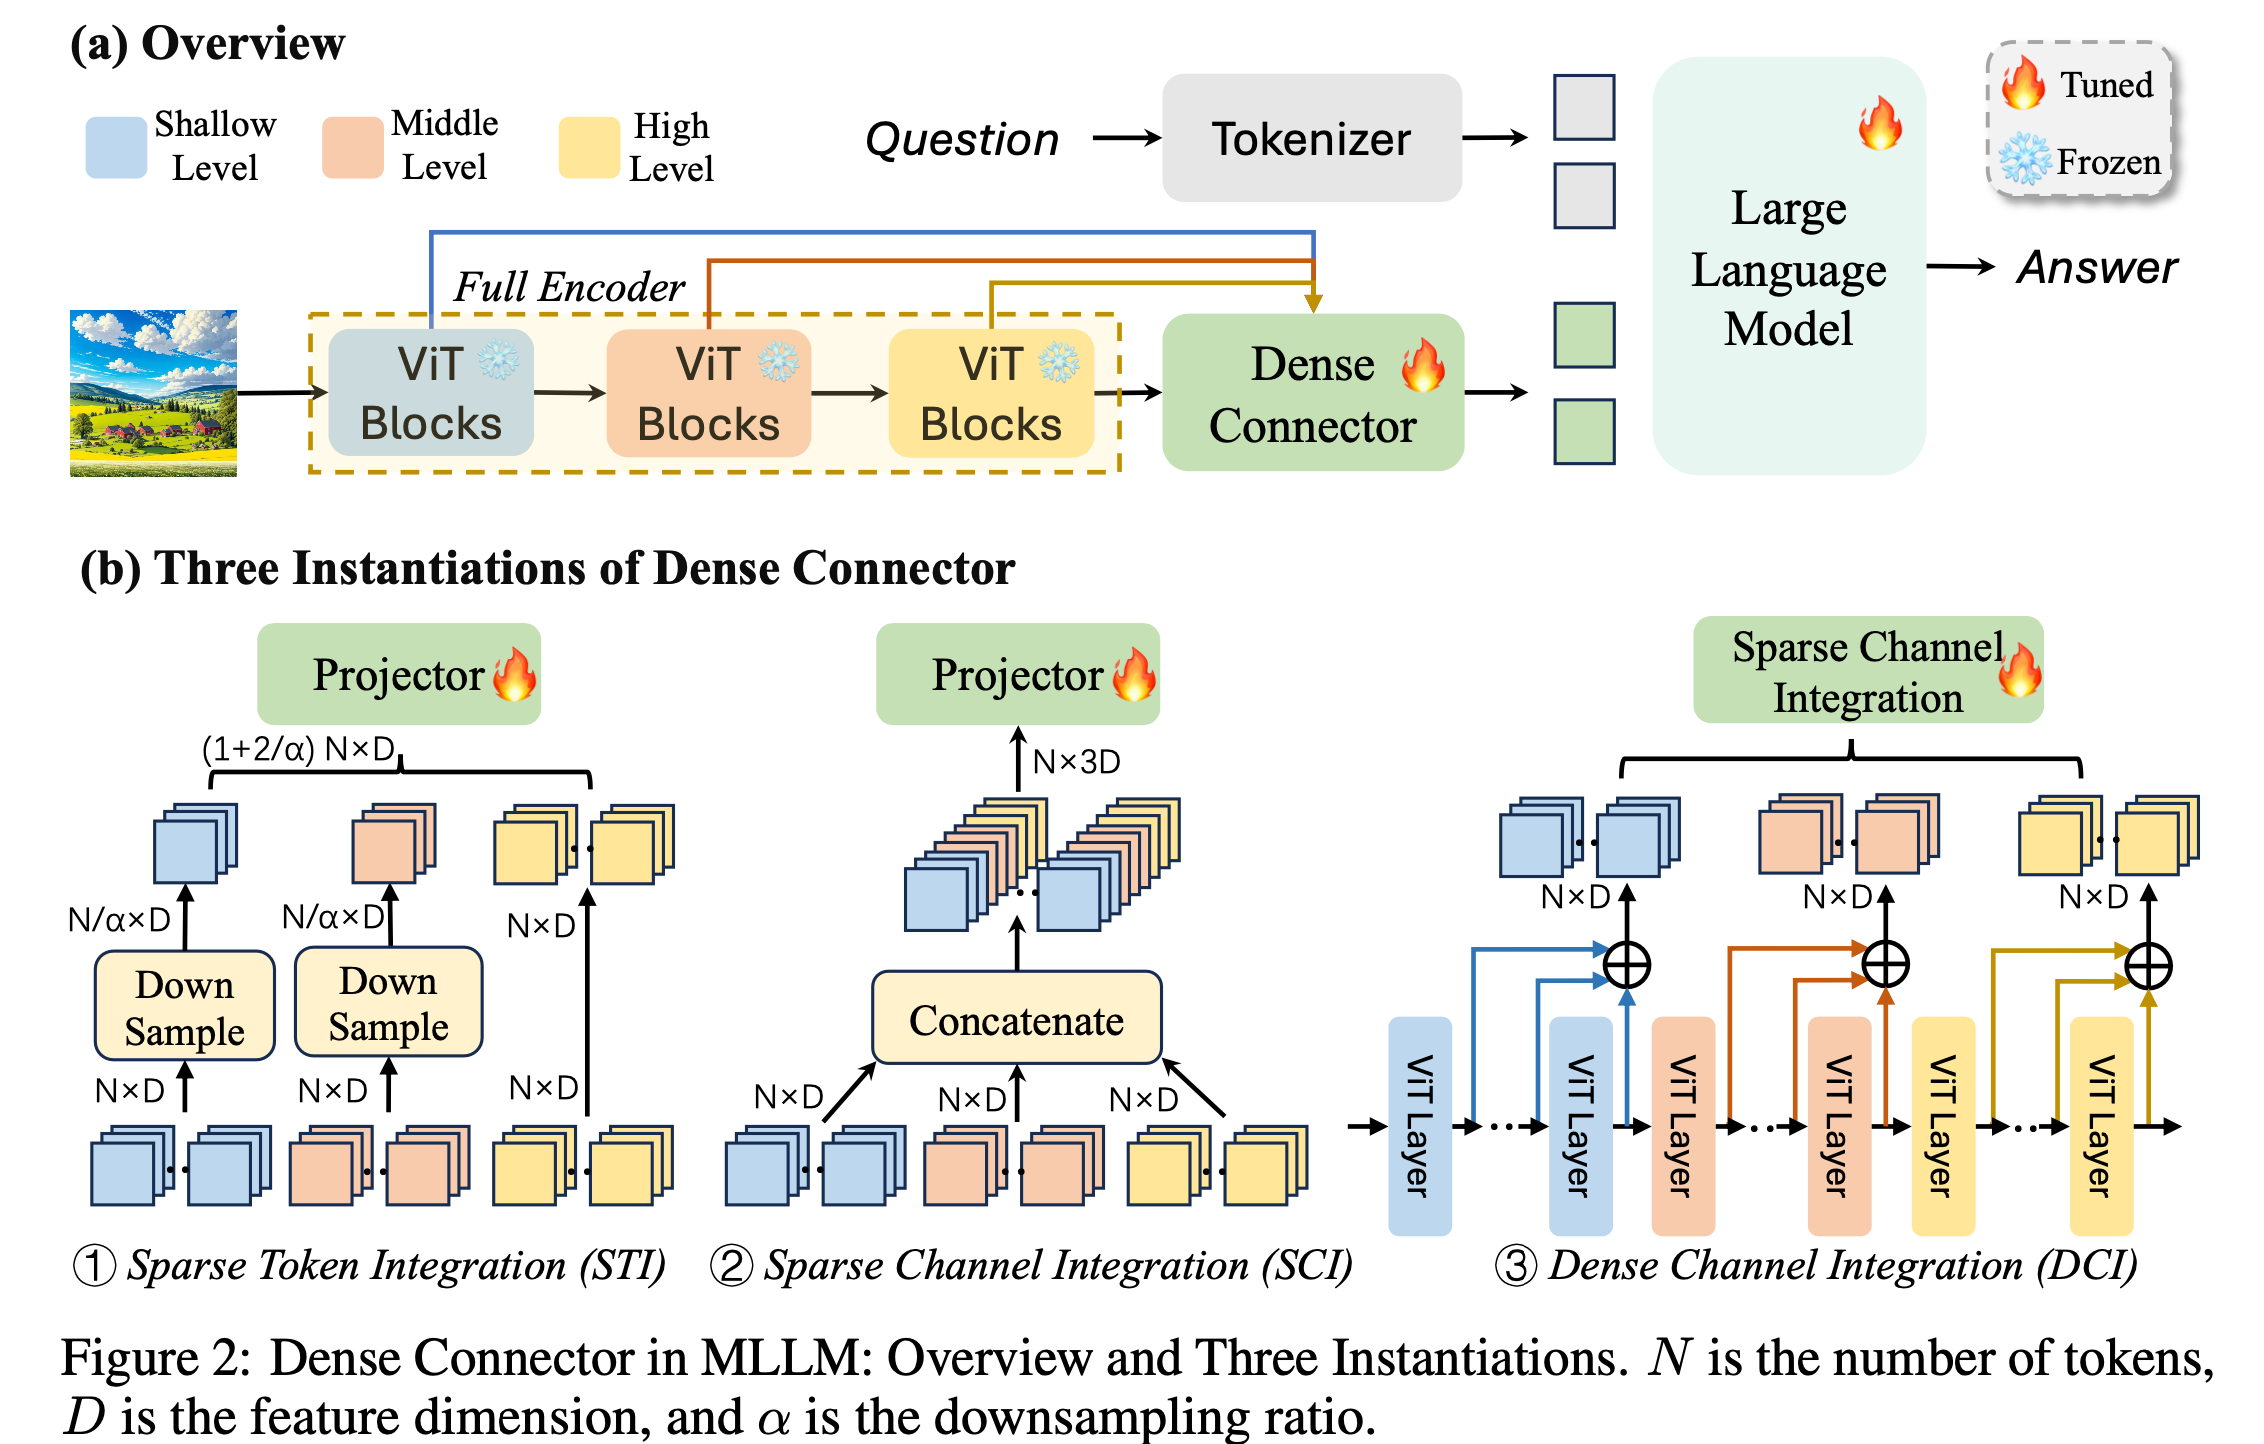 (a) Overview
Shallow Level
Middle Level
High Level
Question
Tokenizer
Large Language Model
Tuned
Frozen
Answer
Full Encoder
ViT Blocks
ViT Blocks
ViT Blocks
Dense Connector
(b) Three Instantiations of Dense Connector
Projector
(1+2/α) N×D
N/α×D
N/α×D
N×D
Down Sample
Down Sample
N×D
N×D
N×D
① Sparse Token Integration (STI)
Projector
N×3D
Concatenate
N×D
N×D
N×D
② Sparse Channel Integration (SCI)
Sparse Channel Integration
N×D
N×D
N×D
ViT Layer
ViT Layer
ViT Layer
ViT Layer
ViT Layer
ViT Layer
③ Dense Channel Integration (DCI)
Figure 2: Dense Connector in MLLM: Overview and Three Instantiations. N is the number of tokens,
D is the feature dimension, and α is the downsampling ratio.